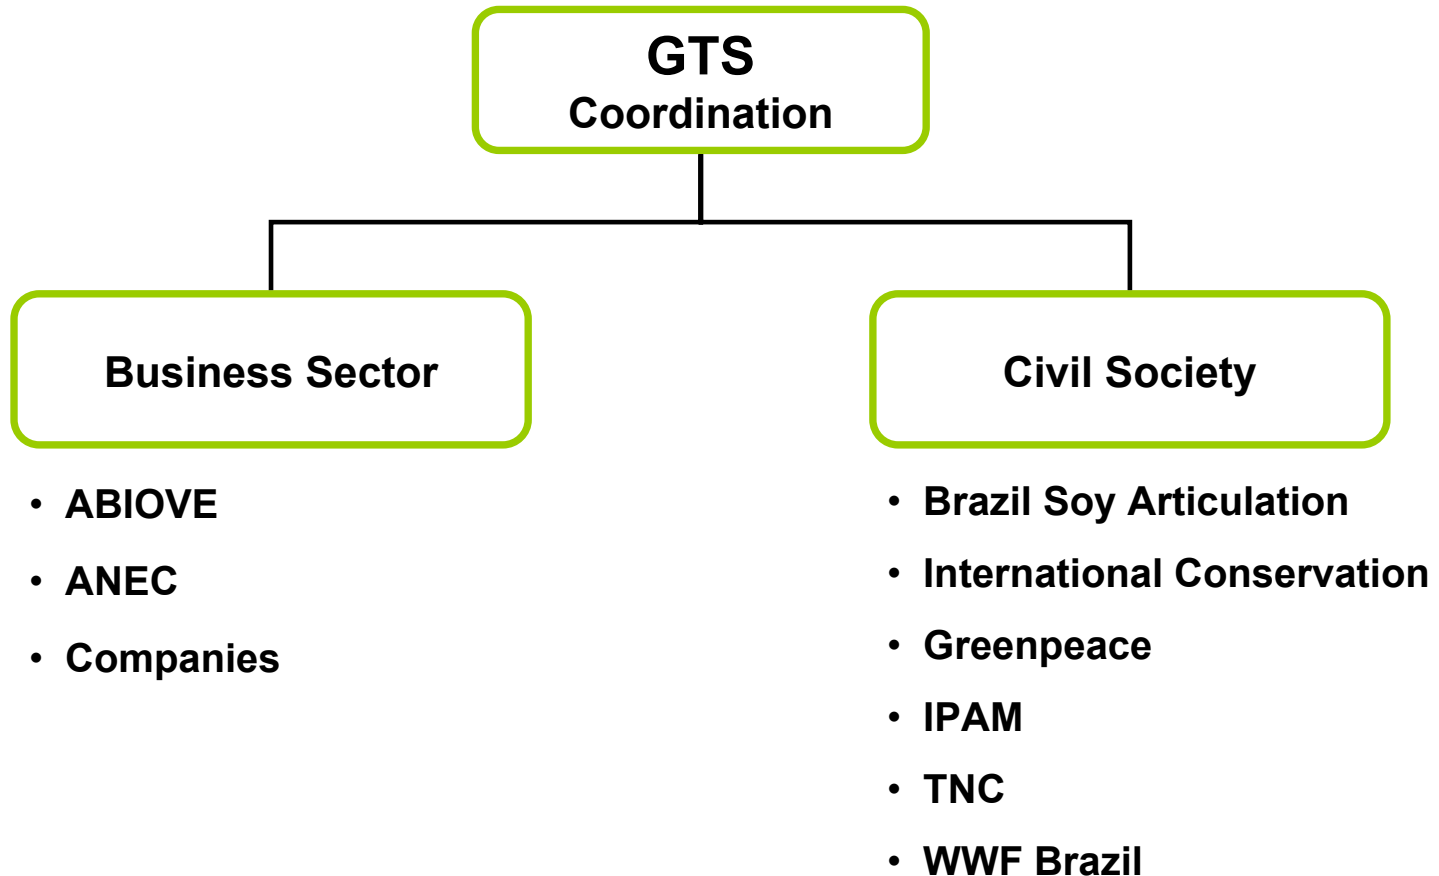 GTS
Coordination
Business Sector
• ABIOVE
• ANEC
• Companies
Civil Society
• Brazil Soy Articulation
• International Conservation
• Greenpeace
• IPAM
• TNC
• WWF Brazil